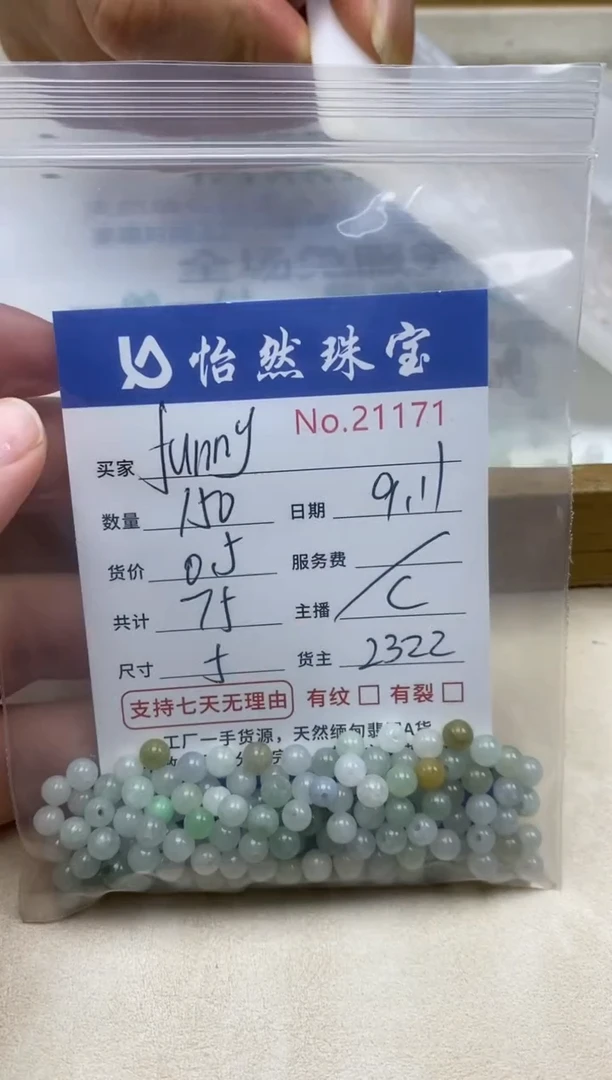 怡然珠宝
No.21171
买家 funny
数量 150 日期 9.11
货价 0.5 服务费
共计 75 主播 C
尺寸 5 货主 2322
支持七天无理由 有纹 有裂
工厂一手货源，天然缅甸翡翠A货